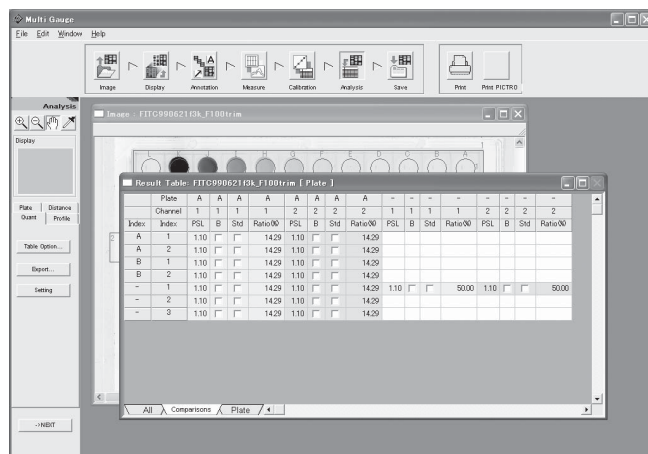 Multi Gauge
File Edit Window Help
Image Display Annotation Measure Calibration Analysis Save Print Print PICTRO
Analysis
Display
Plate Distance
Quant Profile
Table Option...
Export...
Setting
->NEXT
Image : FITC990621f3k_F100trim
Result Table: FITC990621f3k_F100trim [ Plate ]
Plate A A A A A A A A - - - - - - - -
Channel 1 1 1 1 2 2 2 2 1 1 1 1 2 2 2 2
Index Index PSL B Std Ratio(%) PSL B Std Ratio(%) PSL B Std Ratio(%) PSL B Std Ratio(%)
A 1 1.10 14.29 1.10 14.29
A 2 1.10 14.29 1.10 14.29
B 1 1.10 14.29 1.10 14.29
B 2 1.10 14.29 1.10 14.29
- 1 1.10 14.29 1.10 14.29 1.10 50.00 1.10 50.00
- 2 1.10 14.29 1.10 14.29
- 3 1.10 14.29 1.10 14.29
All Comparisons Plate